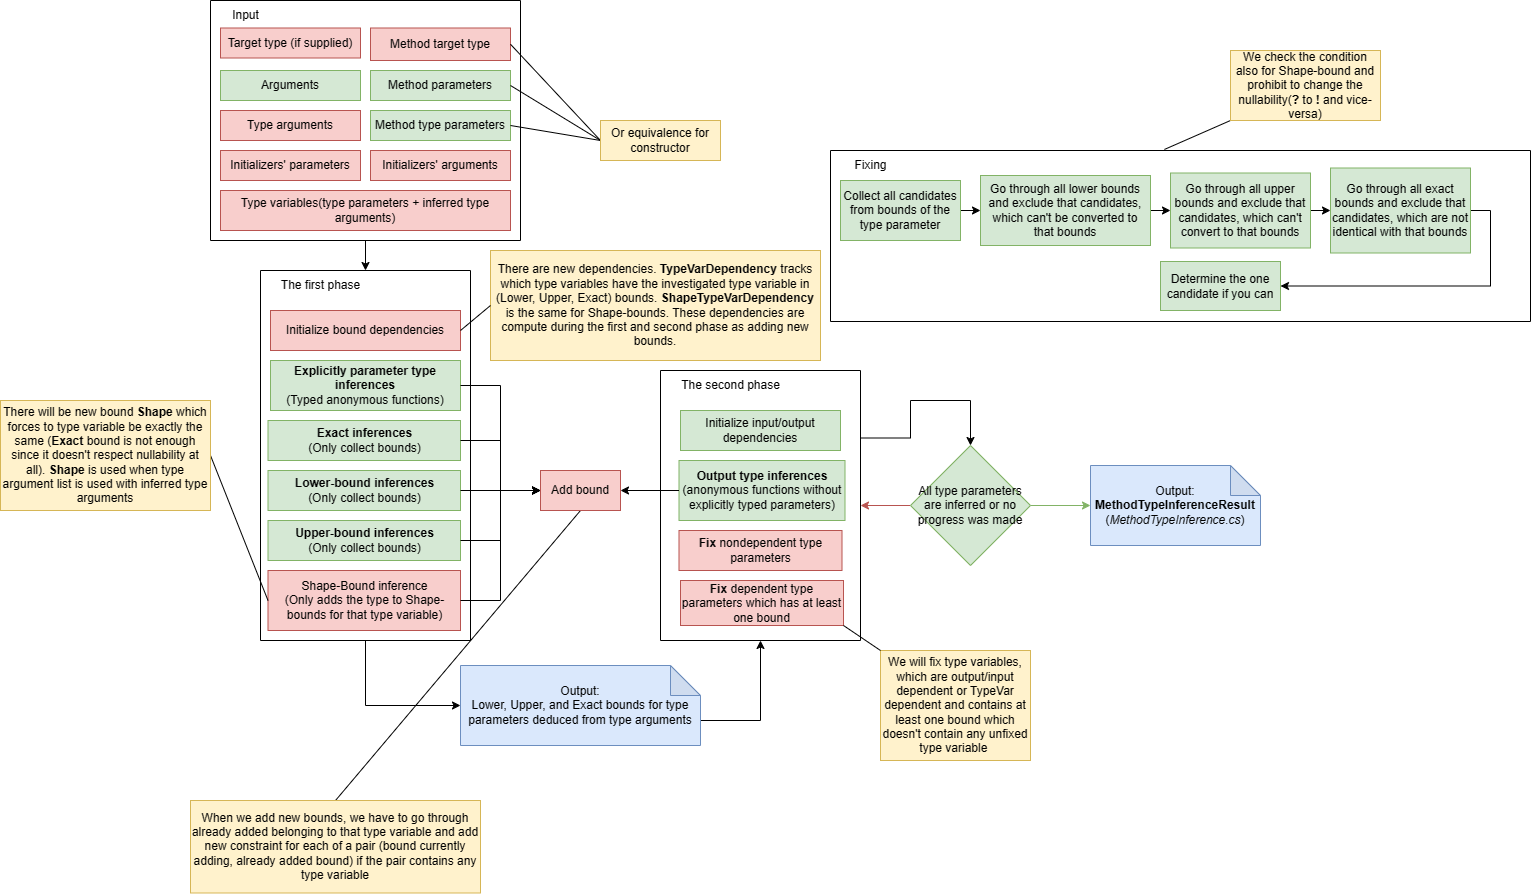 Input
Target type (if supplied)
Method target type
Arguments
Method parameters
Type arguments
Method type parameters
Initializers' parameters
Initializers' arguments
Type variables(type parameters + inferred type
arguments)
Or equivalence for
constructor
We check the condition
also for Shape-bound and
prohibit to change the
nullability(? to ! and vice-
versa)
Fixing
Collect all candidates
from bounds of the
type parameter
Go through all lower bounds
and exclude that candidates,
which can't be converted to
that bounds
Go through all upper
bounds and exclude that
candidates, which can't
convert to that bounds
Go through all exact
bounds and exclude that
candidates, which are not
identical with that bounds
Determine the one
candidate if you can
The first phase
Initialize bound dependencies
Explicitly parameter type
inferences
(Typed anonymous functions)
Exact inferences
(Only collect bounds)
Lower-bound inferences
(Only collect bounds)
Upper-bound inferences
(Only collect bounds)
Shape-Bound inference
(Only adds the type to Shape-
bounds for that type variable)
There are new dependencies. TypeVarDependency tracks
which type variables have the investigated type variable in
(Lower, Upper, Exact) bounds. ShapeTypeVarDependency
is the same for Shape-bounds. These dependencies are
compute during the first and second phase as adding new
bounds.
There will be new bound Shape which
forces to type variable be exactly the
same (Exact bound is not enough
since it doesn't respect nullability at
all). Shape is used when type
argument list is used with inferred type
arguments
Add bound
The second phase
Initialize input/output
dependencies
Output type inferences
(anonymous functions without
explicitly typed parameters)
Fix nondependent type
parameters
Fix dependent type
parameters which has at least
one bound
All type parameters
are inferred or no
progress was made
Output:
MethodTypeInferenceResult
(MethodTypeInference.cs)
We will fix type variables,
which are output/input
dependent or TypeVar
dependent and contains at
least one bound which
doesn't contain any unfixed
type variable
Output:
Lower, Upper, and Exact bounds for type
parameters deduced from type arguments
When we add new bounds, we have to go through
already added belonging to that type variable and add
new constraint for each of a pair (bound currently
adding, already added bound) if the pair contains any
type variable